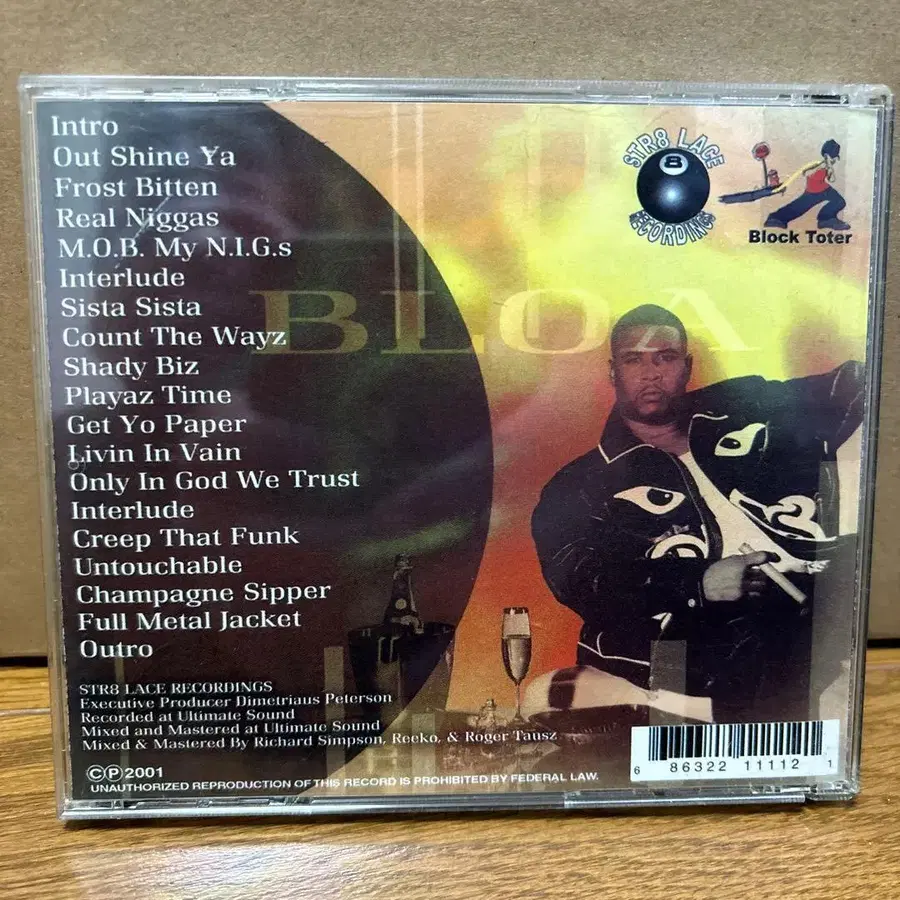 Intro
Out Shine Ya
Frost Bitten
Real Niggas
M.O.B. My N.I.G.s
Interlude
Sista Sista
Count The Wayz
Shady Biz
Playaz Time
Get Yo Paper
Livin In Vain
Only In God We Trust
Interlude
Creep That Funk
Untouchable
Champagne Sipper
Full Metal Jacket
Outro
STR8 LACE RECORDINGS
Executive Producer Dimetriaus Peterson
Recorded at Ultimate Sound
Mixed and Mastered at Ultimate Sound
Mixed & Mastered By Richard Simpson, Reeko, & Roger Tausz
©℗2001
UNAUTHORIZED REPRODUCTION OF THIS RECORD IS PROHIBITED BY FEDERAL LAW.
STR8 LACE
8
RECORDINGS
Block Toter
BLOA
6 86322 11112 1